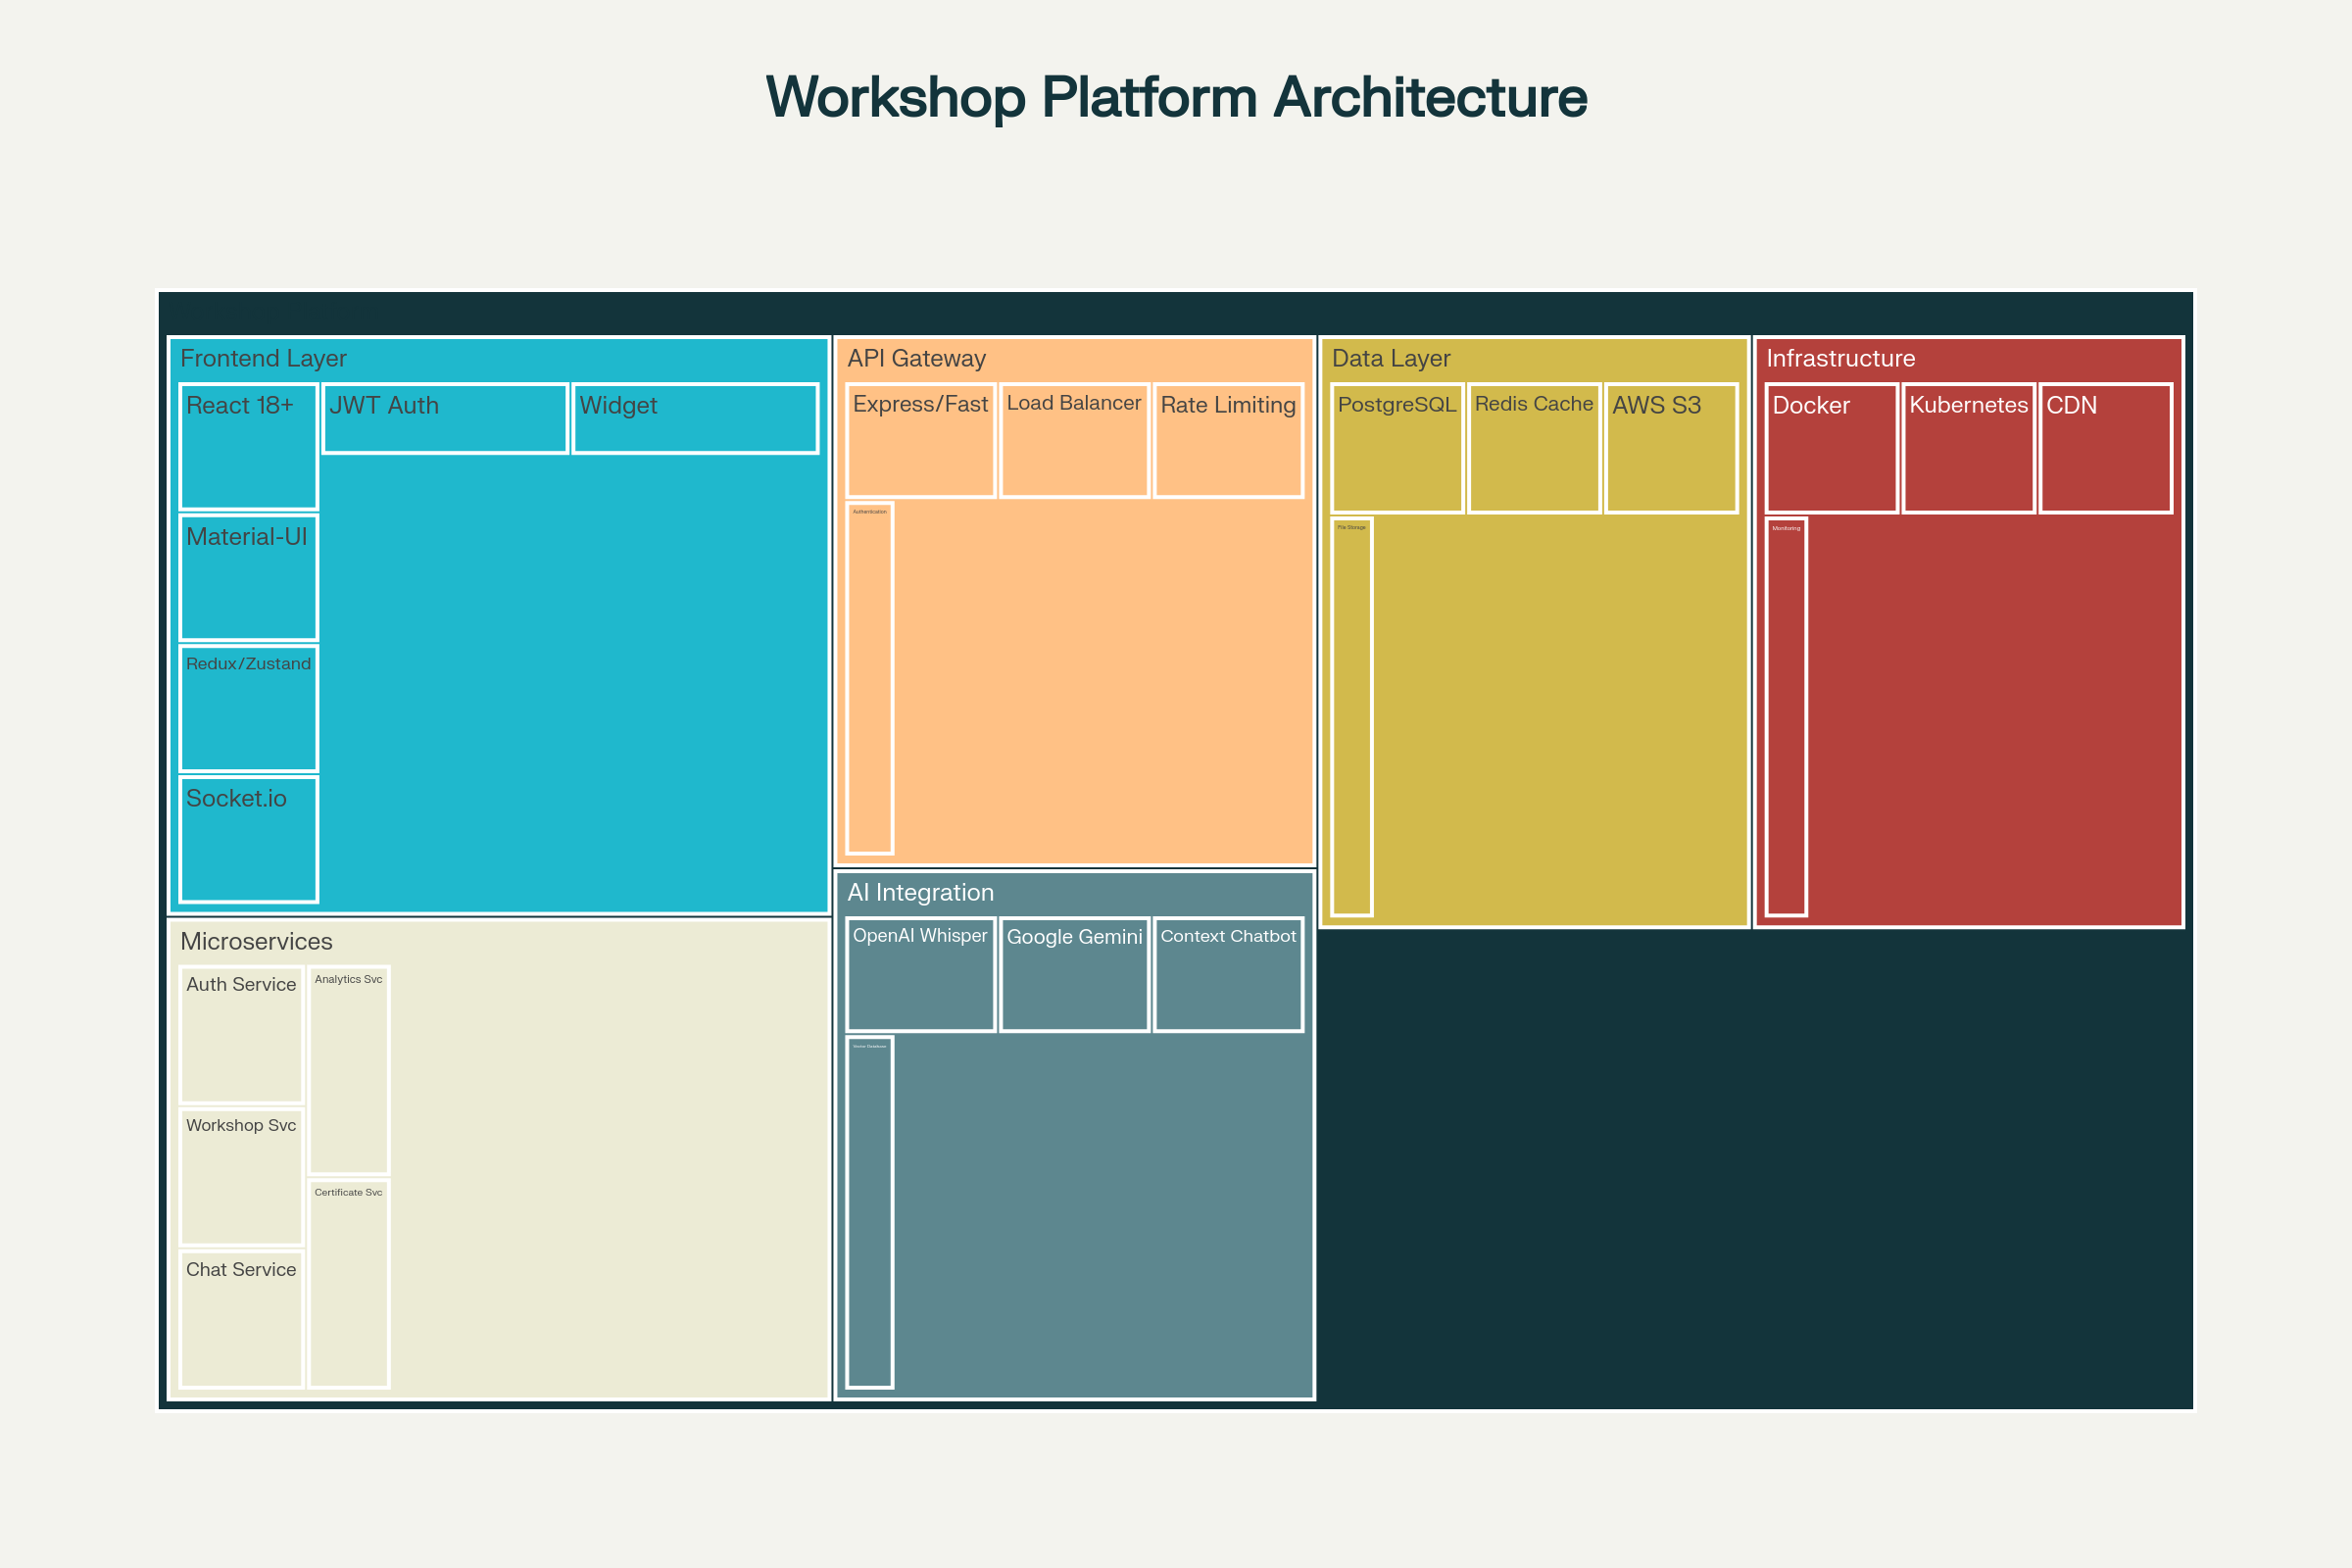 Workshop Platform Architecture
Frontend Layer
React 18+
JWT Auth
Widget
Material-UI
Redux/Zustand
Socket.io
API Gateway
Express/Fast
Load Balancer
Rate Limiting
Authentication
Data Layer
PostgreSQL
Redis Cache
AWS S3
File Storage
Infrastructure
Docker
Kubernetes
CDN
Monitoring
Microservices
Auth Service
Analytics Svc
Workshop Svc
Certificate Svc
Chat Service
AI Integration
OpenAI Whisper
Google Gemini
Context Chatbot
Vector Database